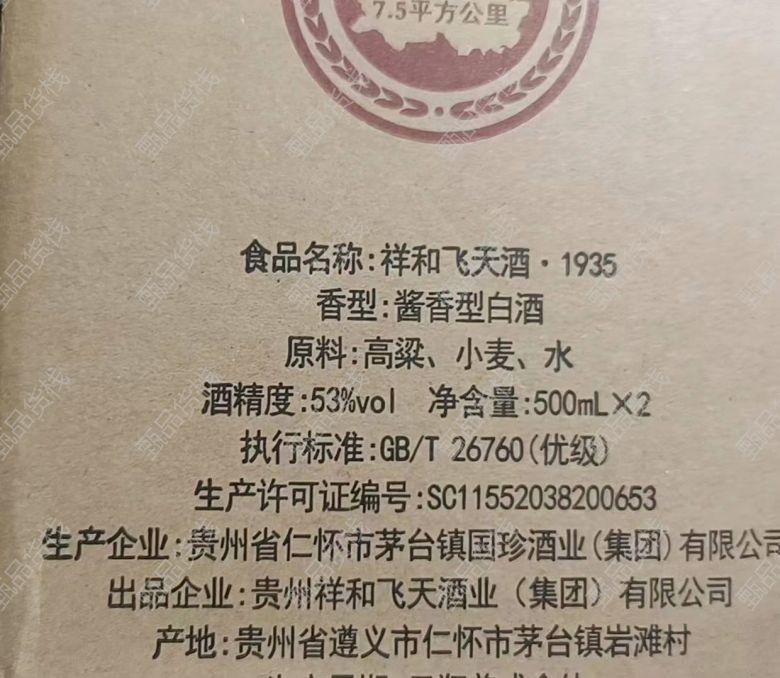 7.5平方公里
食品名称:祥和飞天酒·1935
香型:酱香型白酒
原料:高粱、小麦、水
酒精度:53%vol 净含量:500mL×2
执行标准:GB/T 26760(优级)
生产许可证编号:SC11552038200653
生产企业:贵州省仁怀市茅台镇国珍酒业(集团)有限公司
出品企业:贵州祥和飞天酒业（集团）有限公司
产地:贵州省遵义市仁怀市茅台镇岩滩村
甄品货栈